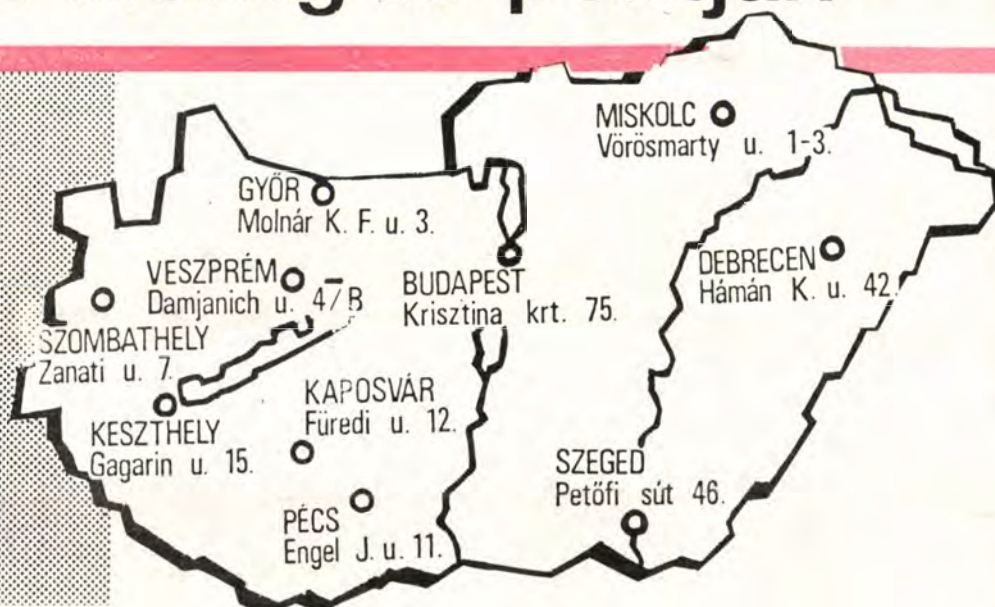 MISKOLC
Vörösmarty u. 1-3.
GYŐR
Molnár K. F. u. 3.
VESZPRÉM
Damjanich u. 4/B
BUDAPEST
Krisztina krt. 75.
DEBRECEN
Hámán K. u. 42.
SZOMBATHELY
Zanati u. 7.
KAPOSVÁR
Füredi u. 12.
KESZTHELY
Gagarin u. 15.
SZEGED
Petőfi sút 46.
PÉCS
Engel J. u. 11.